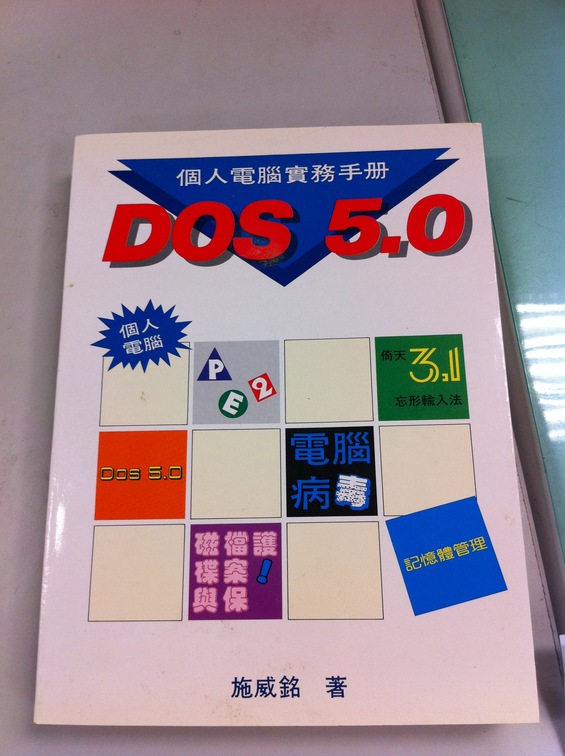 個人電腦實務手册
DOS 5.0
個人
電腦
P
E
2
倚天
3.1
忘形輸入法
Dos 5.0
電腦
病毒
磁檔護
碟案!
與保
記憶體管理
施威銘 著